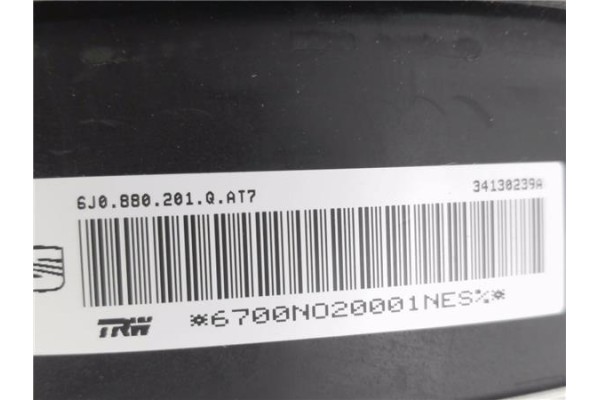 6J0.880.201.Q.AT7 34130239A
TRW *6700NO20001NES%*